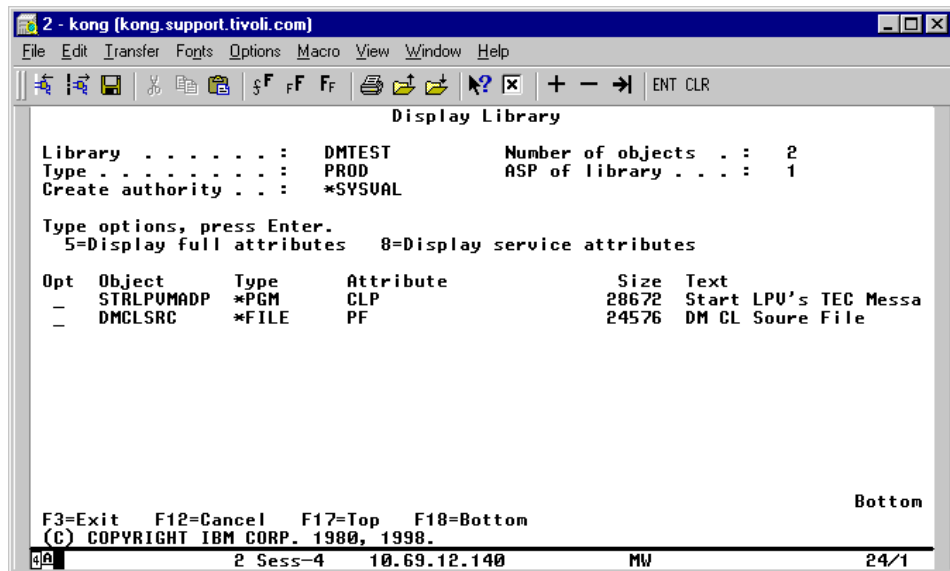 2 - kong (kong.support.tivoli.com)
File Edit Transfer Fonts Options Macro View Window Help
ENT CLR
Display Library
Library . . . . . . : DMTEST Number of objects . : 2
Type . . . . . . . . : PROD ASP of library . . . : 1
Create authority . . : *SYSVAL
Type options, press Enter.
5=Display full attributes 8=Display service attributes
Opt Object Type Attribute Size Text
_ STRLPVMADP *PGM CLP 28672 Start LPV's TEC Messa
_ DMCLSRC *FILE PF 24576 DM CL Soure File
Bottom
F3=Exit F12=Cancel F17=Top F18=Bottom
(C) COPYRIGHT IBM CORP. 1980, 1998.
4A 2 Sess-4 10.69.12.140 MW 24/1